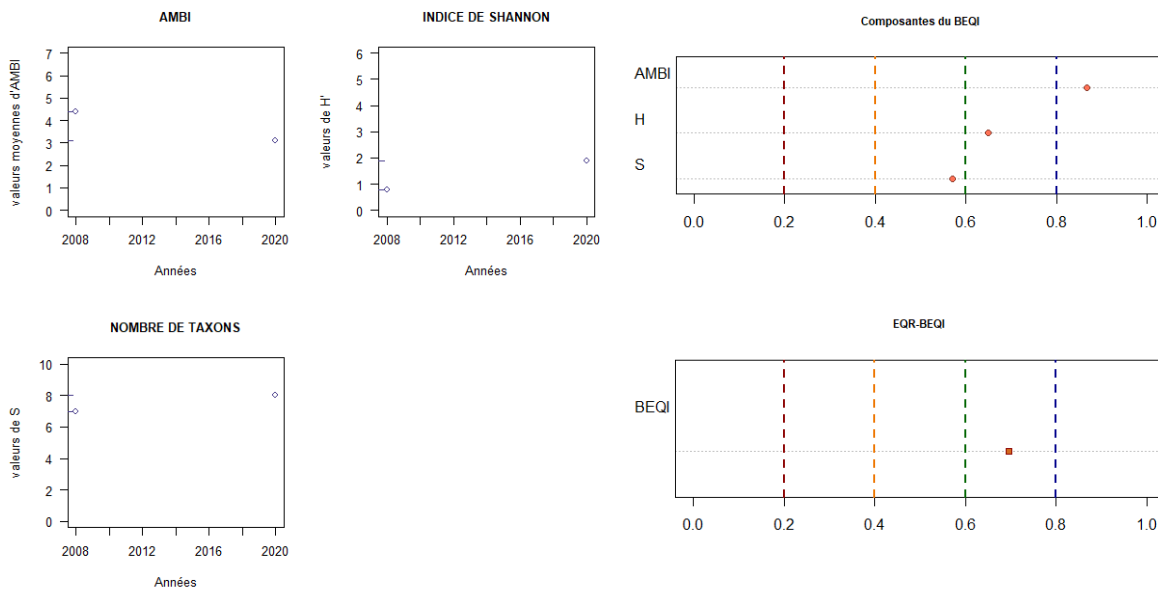 AMBI
valeurs moyennes d'AMBI
7
6
5
4
3
2
1
0
2008 2012 2016 2020
Années
INDICE DE SHANNON
valeurs de H'
6
5
4
3
2
1
0
2008 2012 2016 2020
Années
Composantes du BEQI
AMBI
H
S
0.0 0.2 0.4 0.6 0.8 1.0
NOMBRE DE TAXONS
valeurs de S
10
8
6
4
2
0
2008 2012 2016 2020
Années
EQR-BEQI
BEQI
0.0 0.2 0.4 0.6 0.8 1.0